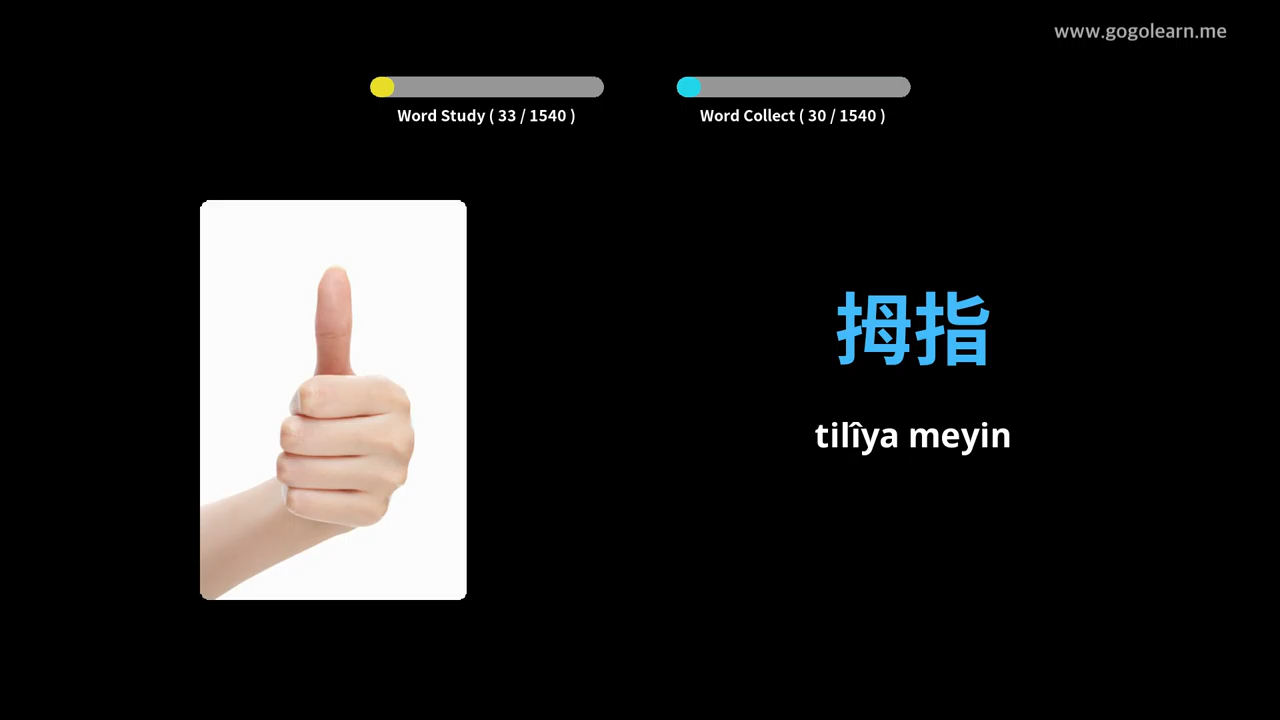 www.gogolearn.me
Word Study ( 33 / 1540 )
Word Collect ( 30 / 1540 )
拇指
tilîya meyin